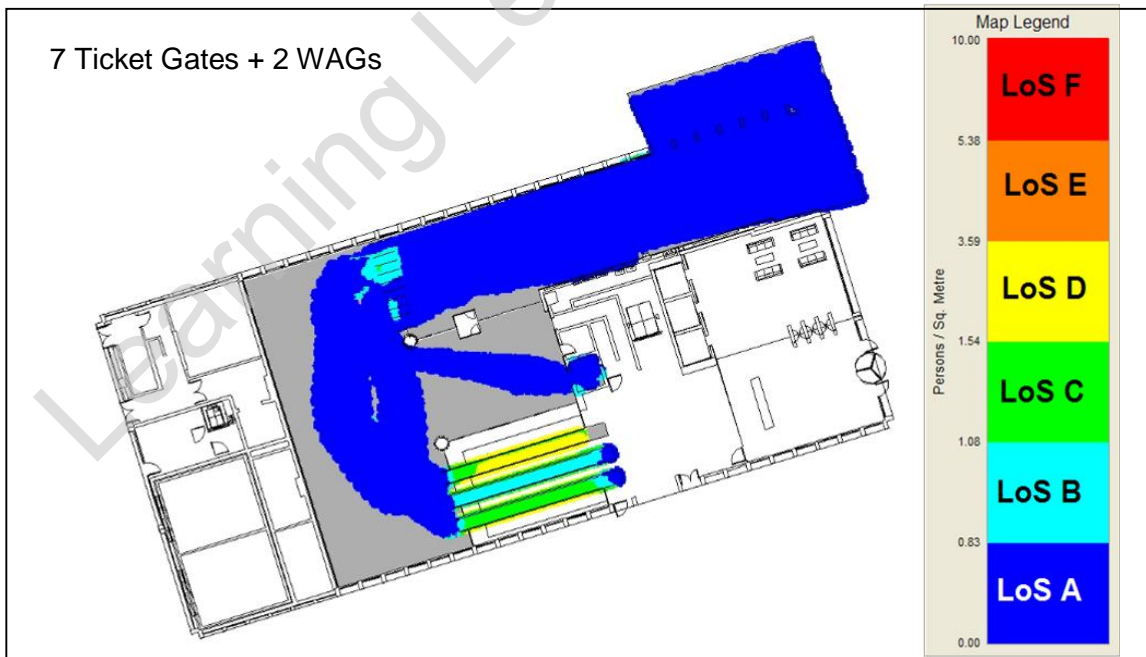 7 Ticket Gates + 2 WAGs
Map Legend
10.00
LoS F
5.38
LoS E
3.59
LoS D
1.54
LoS C
1.08
LoS B
0.83
LoS A
0.00
Persons / Sq. Metre
Learning Le